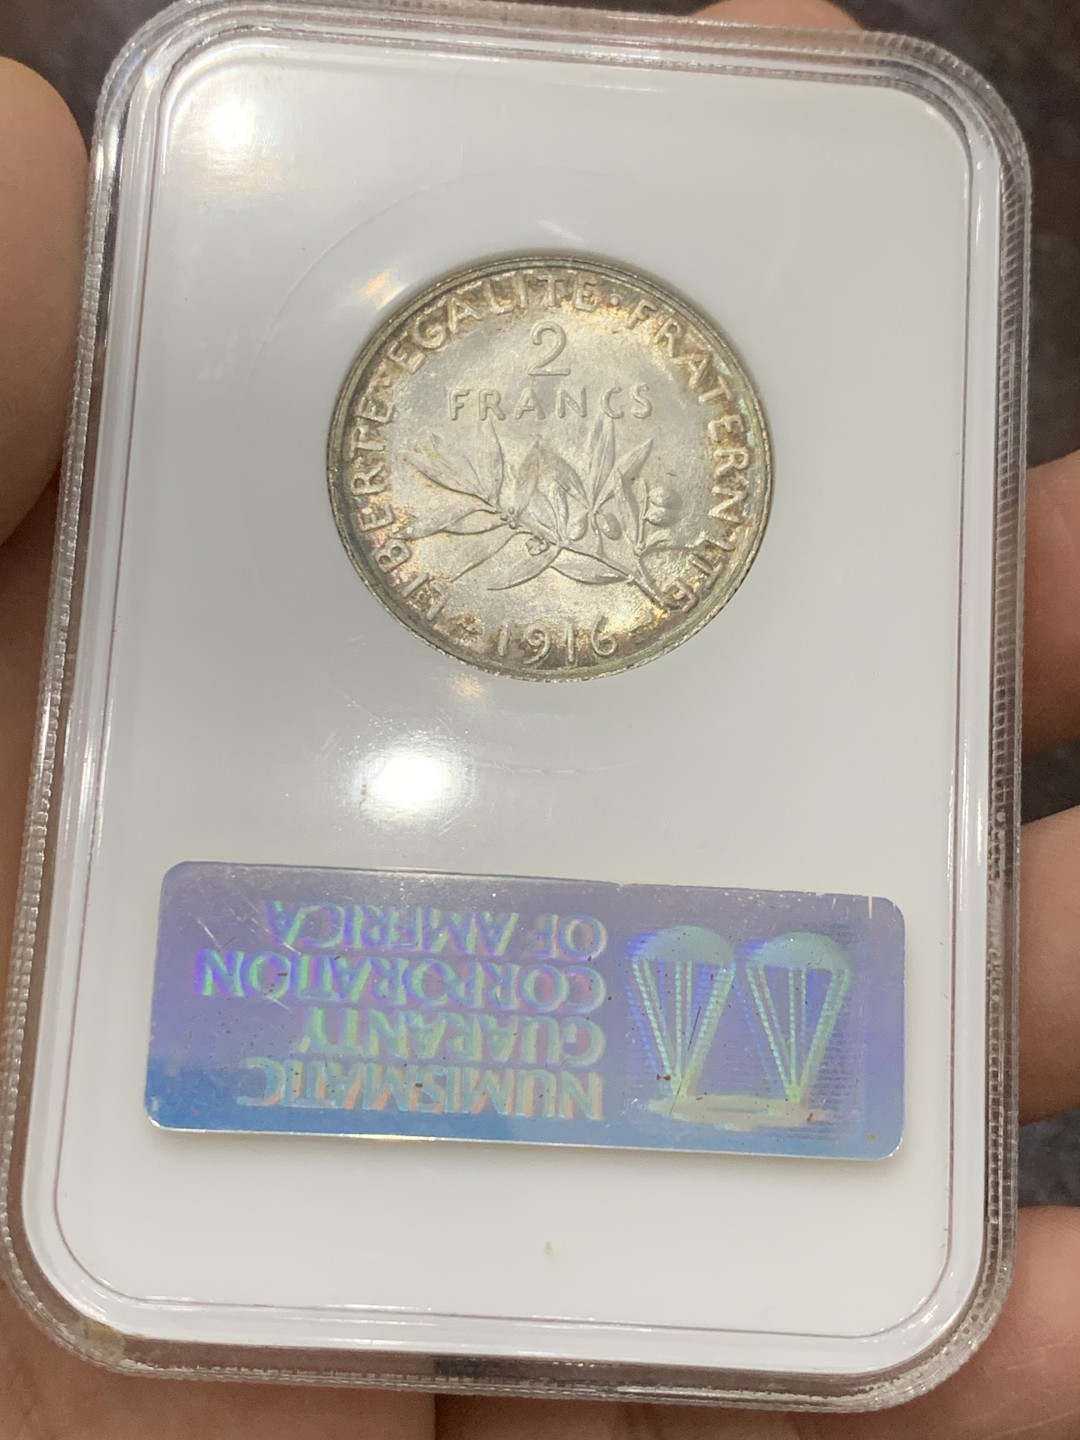 LIBERTE·EGALITE·FRATERNITE
2
FRANCS
1916
NUMISMATIC
GUARANTY
CORPORATION
OF AMERICA